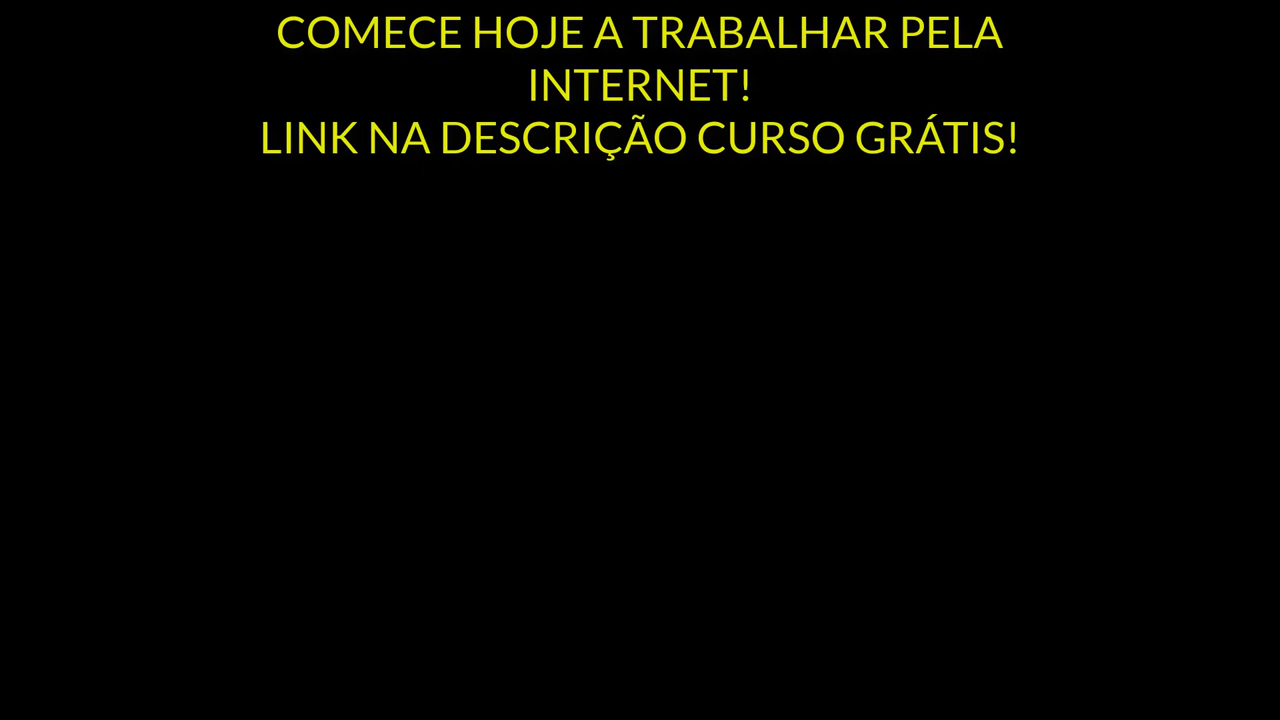 COMECE HOJE A TRABALHAR PELA
INTERNET!
LINK NA DESCRIÇÃO CURSO GRÁTIS!